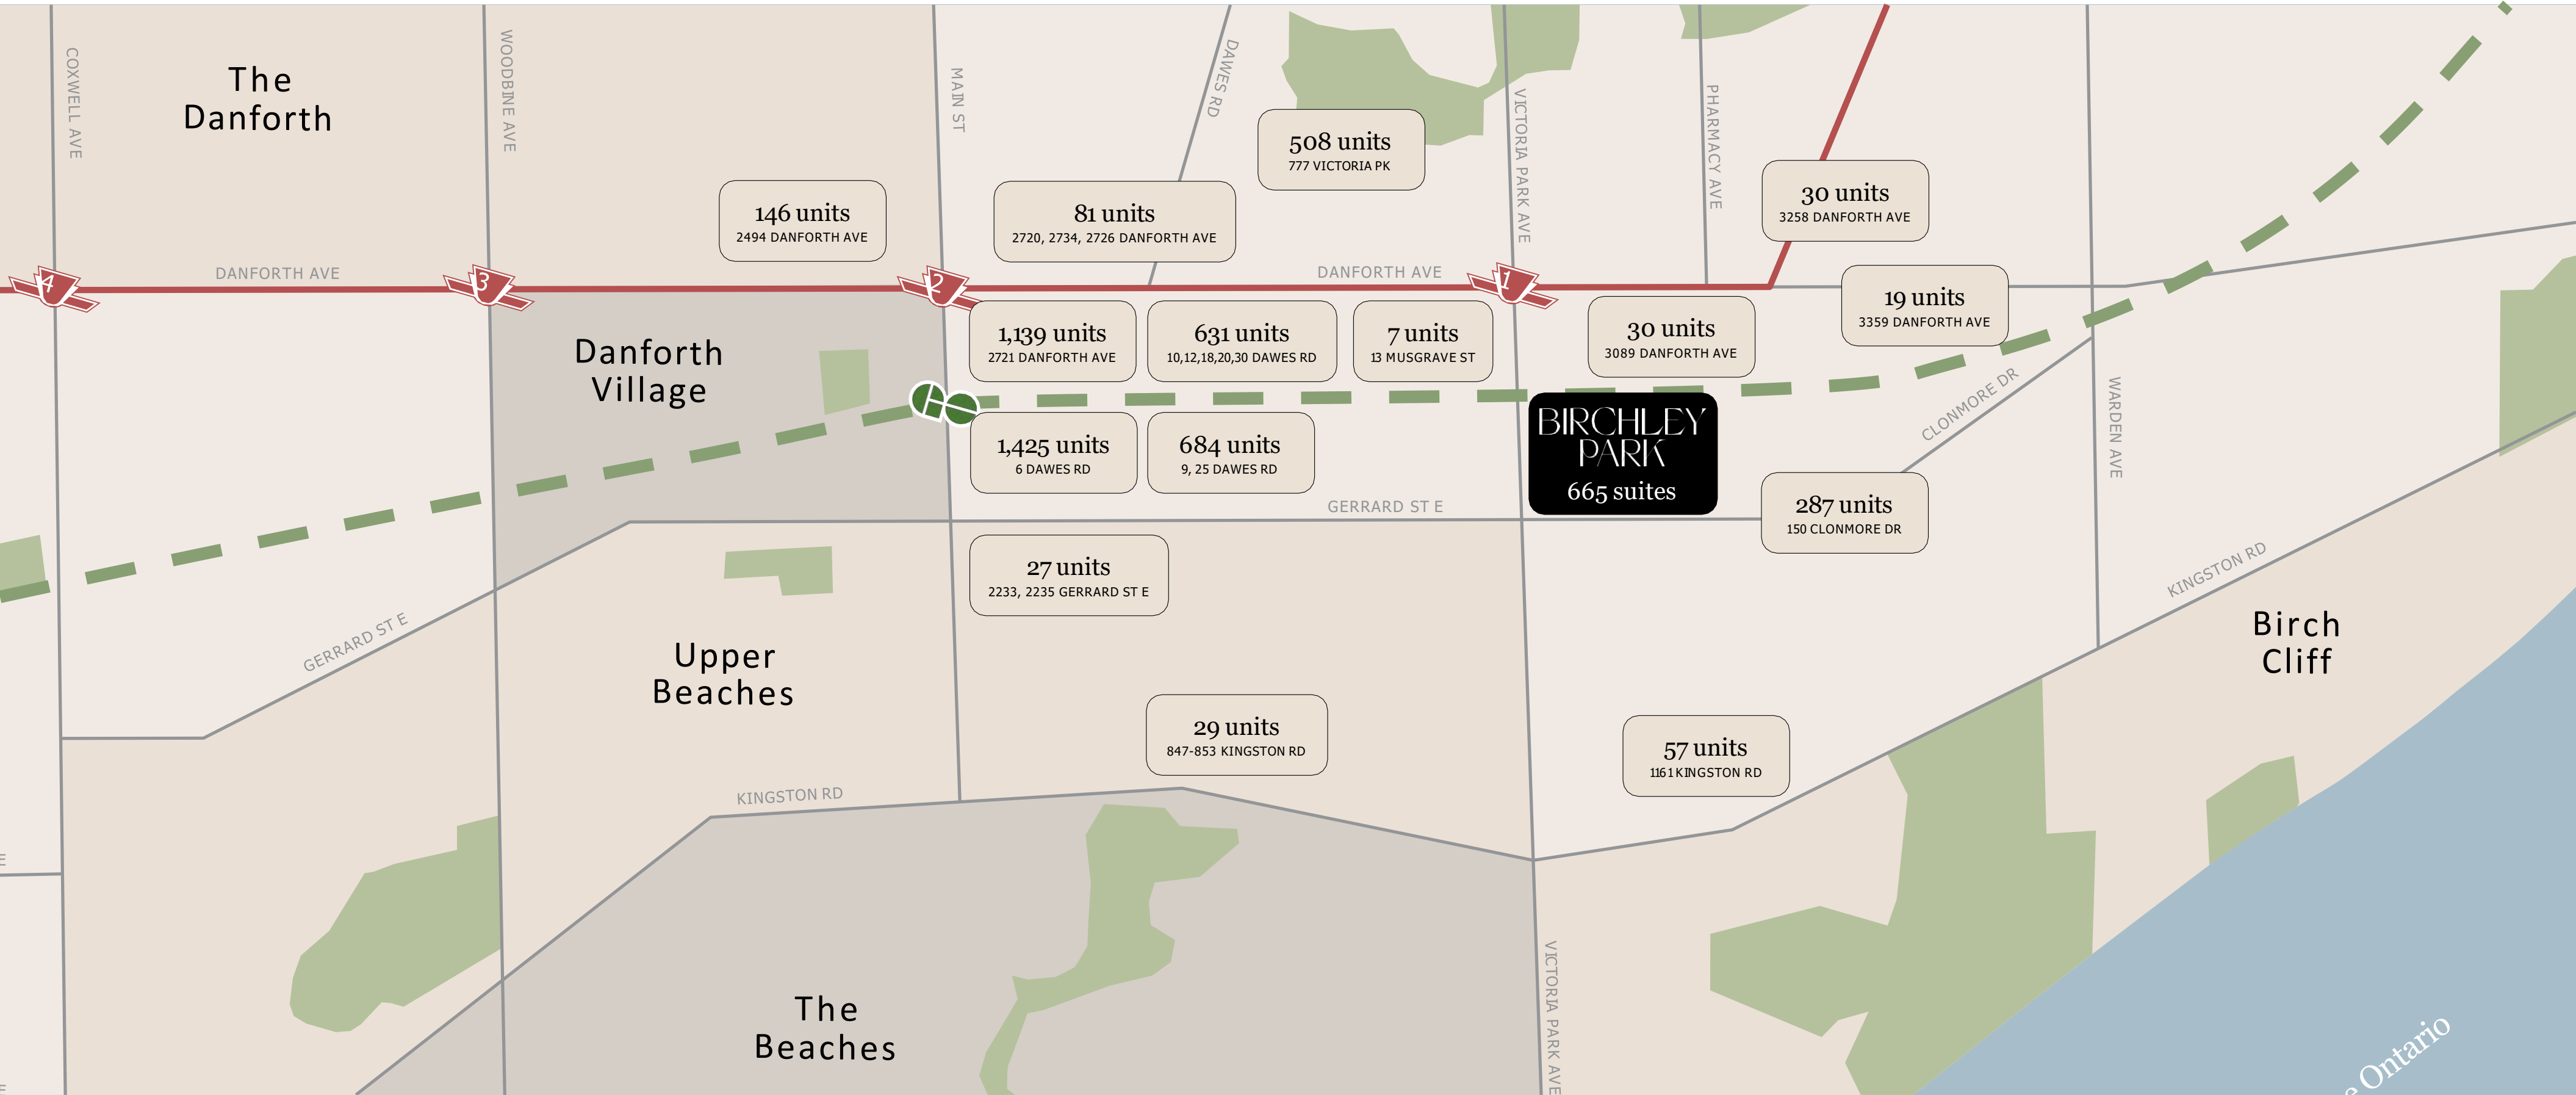 The
Danforth
COXWELL AVE
WOODBINE AVE
MAIN ST
DAWES RD
VICTORIA PARK AVE
PHARMACY AVE
508 units
777 VICTORIA PK
146 units
2494 DANFORTH AVE
81 units
2720, 2734, 2726 DANFORTH AVE
30 units
3258 DANFORTH AVE
DANFORTH AVE
DANFORTH AVE
4
3
2
1
19 units
3359 DANFORTH AVE
1,139 units
2721 DANFORTH AVE
631 units
10,12,18,20,30 DAWES RD
7 units
13 MUSGRAVE ST
30 units
3089 DANFORTH AVE
Danforth
Village
CLONMORE DR
WARDEN AVE
1,425 units
6 DAWES RD
684 units
9, 25 DAWES RD
BIRCHLEY
PARK
665 suites
GERRARD ST E
287 units
150 CLONMORE DR
27 units
2233, 2235 GERRARD ST E
GERRARD ST E
KINGSTON RD
Birch
Cliff
Upper
Beaches
29 units
847-853 KINGSTON RD
57 units
1161 KINGSTON RD
KINGSTON RD
E
VICTORIA PARK AVE
The
Beaches
e Ontario
E